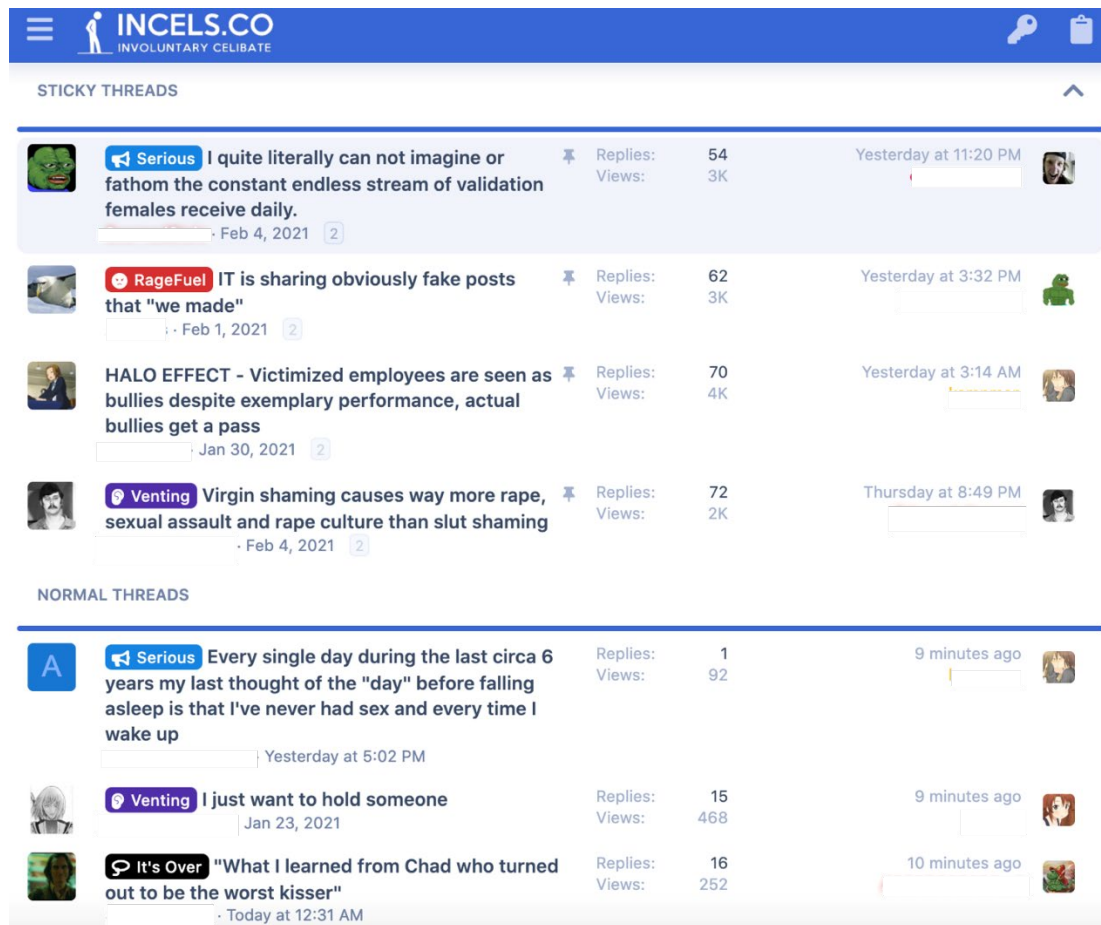 INCELS.CO
INVOLUNTARY CELIBATE
STICKY THREADS
Serious I quite literally can not imagine or
fathom the constant endless stream of validation
females receive daily.
· Feb 4, 2021 2
Replies: 54
Views: 3K
Yesterday at 11:20 PM
RageFuel IT is sharing obviously fake posts
that "we made"
· Feb 1, 2021 2
Replies: 62
Views: 3K
Yesterday at 3:32 PM
HALO EFFECT - Victimized employees are seen as
bullies despite exemplary performance, actual
bullies get a pass
· Jan 30, 2021 2
Replies: 70
Views: 4K
Yesterday at 3:14 AM
Venting Virgin shaming causes way more rape,
sexual assault and rape culture than slut shaming
· Feb 4, 2021 2
Replies: 72
Views: 2K
Thursday at 8:49 PM
NORMAL THREADS
A
Serious Every single day during the last circa 6
years my last thought of the "day" before falling
asleep is that I've never had sex and every time I
wake up
· Yesterday at 5:02 PM
Replies: 1
Views: 92
9 minutes ago
Venting I just want to hold someone
Jan 23, 2021
Replies: 15
Views: 468
9 minutes ago
It's Over "What I learned from Chad who turned
out to be the worst kisser"
· Today at 12:31 AM
Replies: 16
Views: 252
10 minutes ago